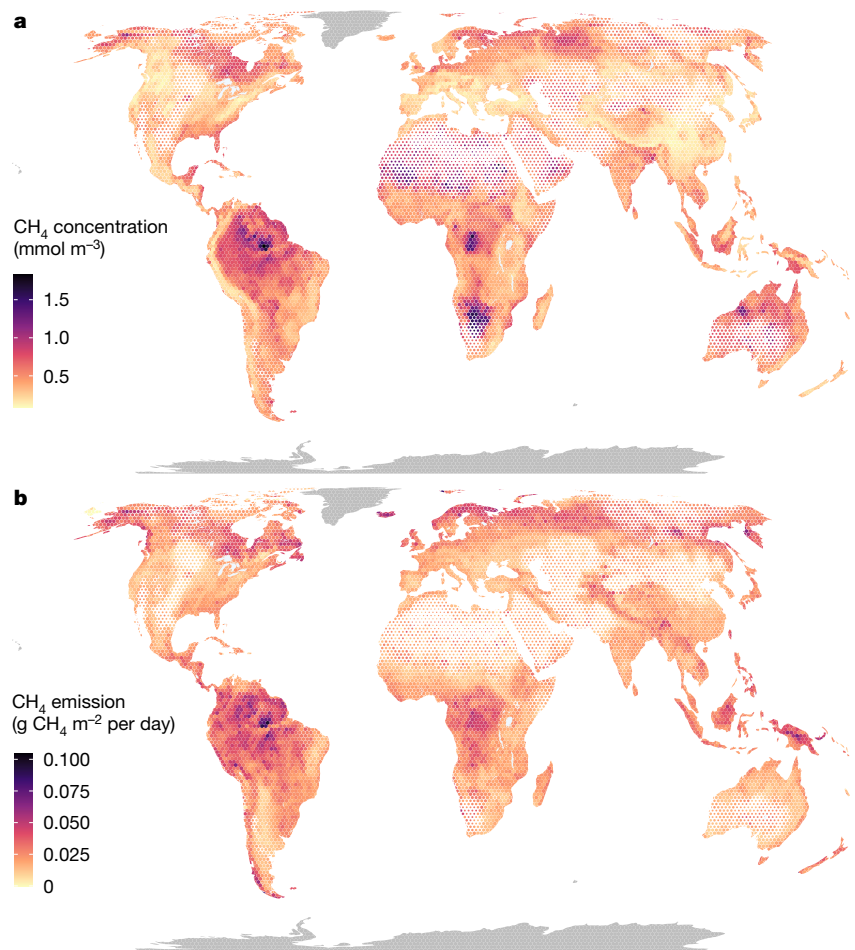 a
CH₄ concentration
(mmol m⁻³)
1.5
1.0
0.5
b
CH₄ emission
(g CH₄ m⁻² per day)
0.100
0.075
0.050
0.025
0